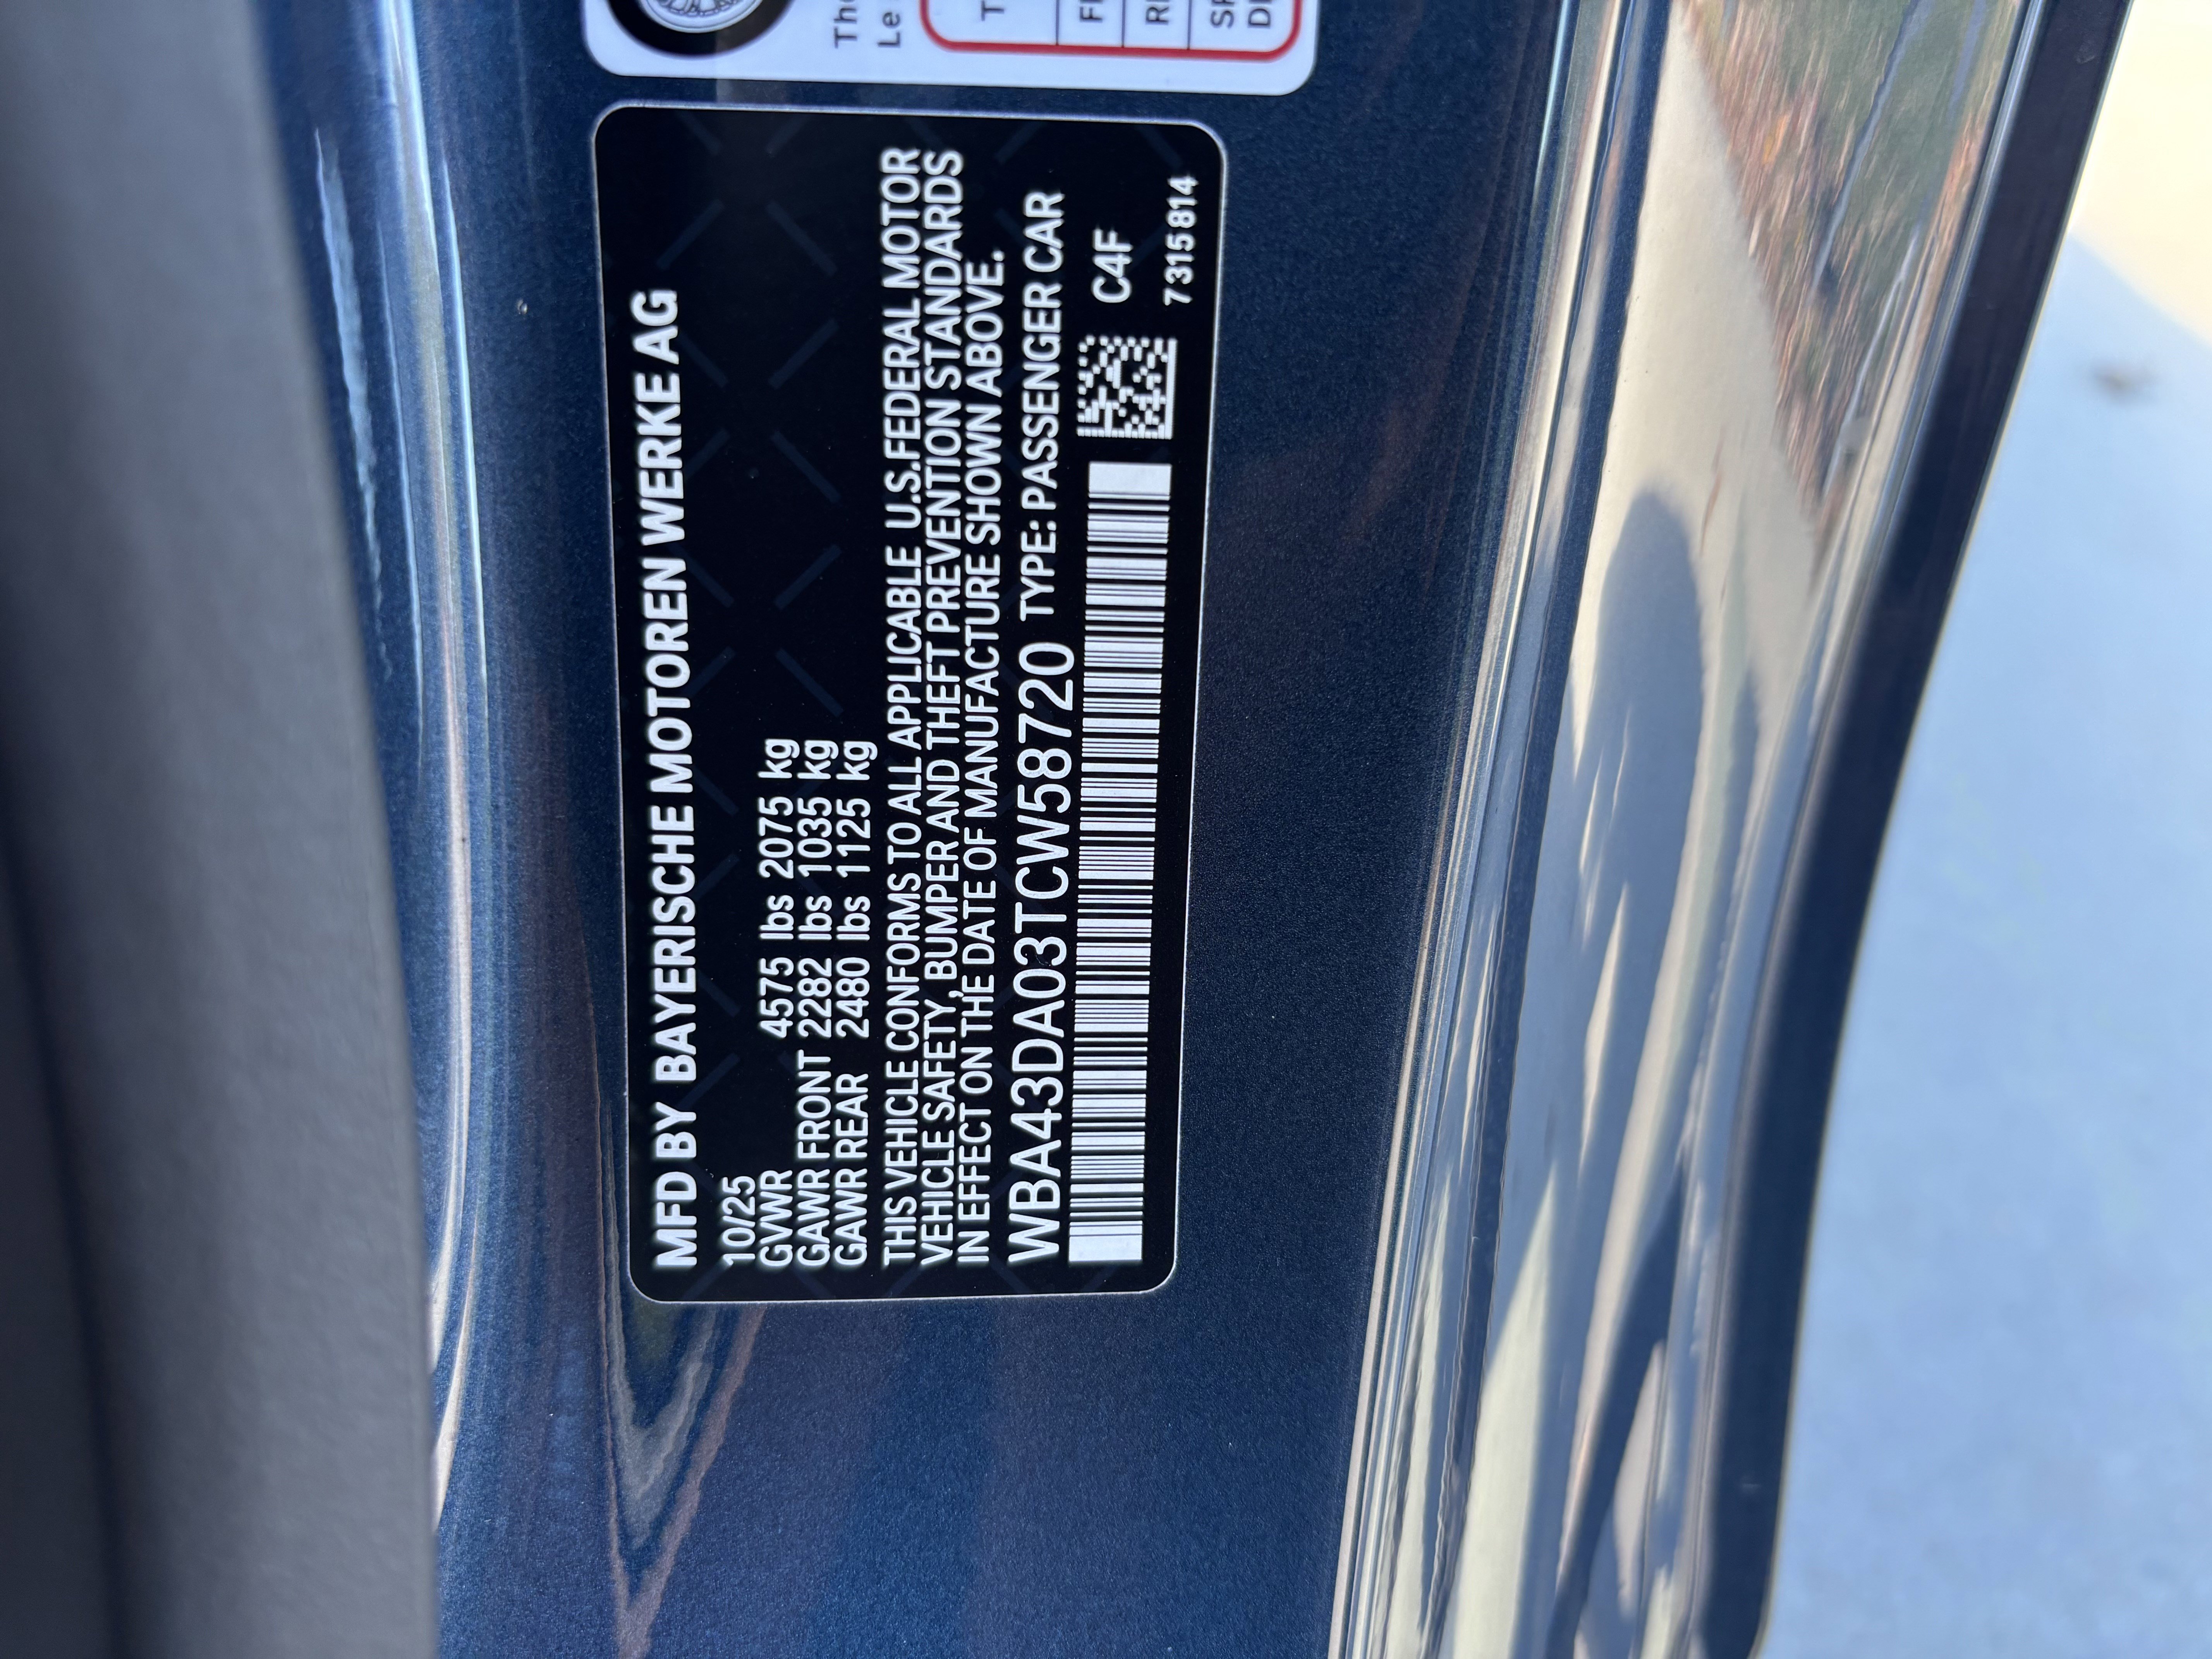 The
Le
T
MFD BY BAYERISCHE MOTOREN WERKE AG
10/25
GVWR 4575 lbs 2075 kg
GAWR FRONT 2282 lbs 1035 kg
GAWR REAR 2480 lbs 1125 kg
THIS VEHICLE CONFORMS TO ALL APPLICABLE U.S.FEDERAL MOTOR
VEHICLE SAFETY, BUMPER AND THEFT PREVENTION STANDARDS
IN EFFECT ON THE DATE OF MANUFACTURE SHOWN ABOVE.
WBA43DA03TCW58720 TYPE: PASSENGER CAR
C4F
7315814